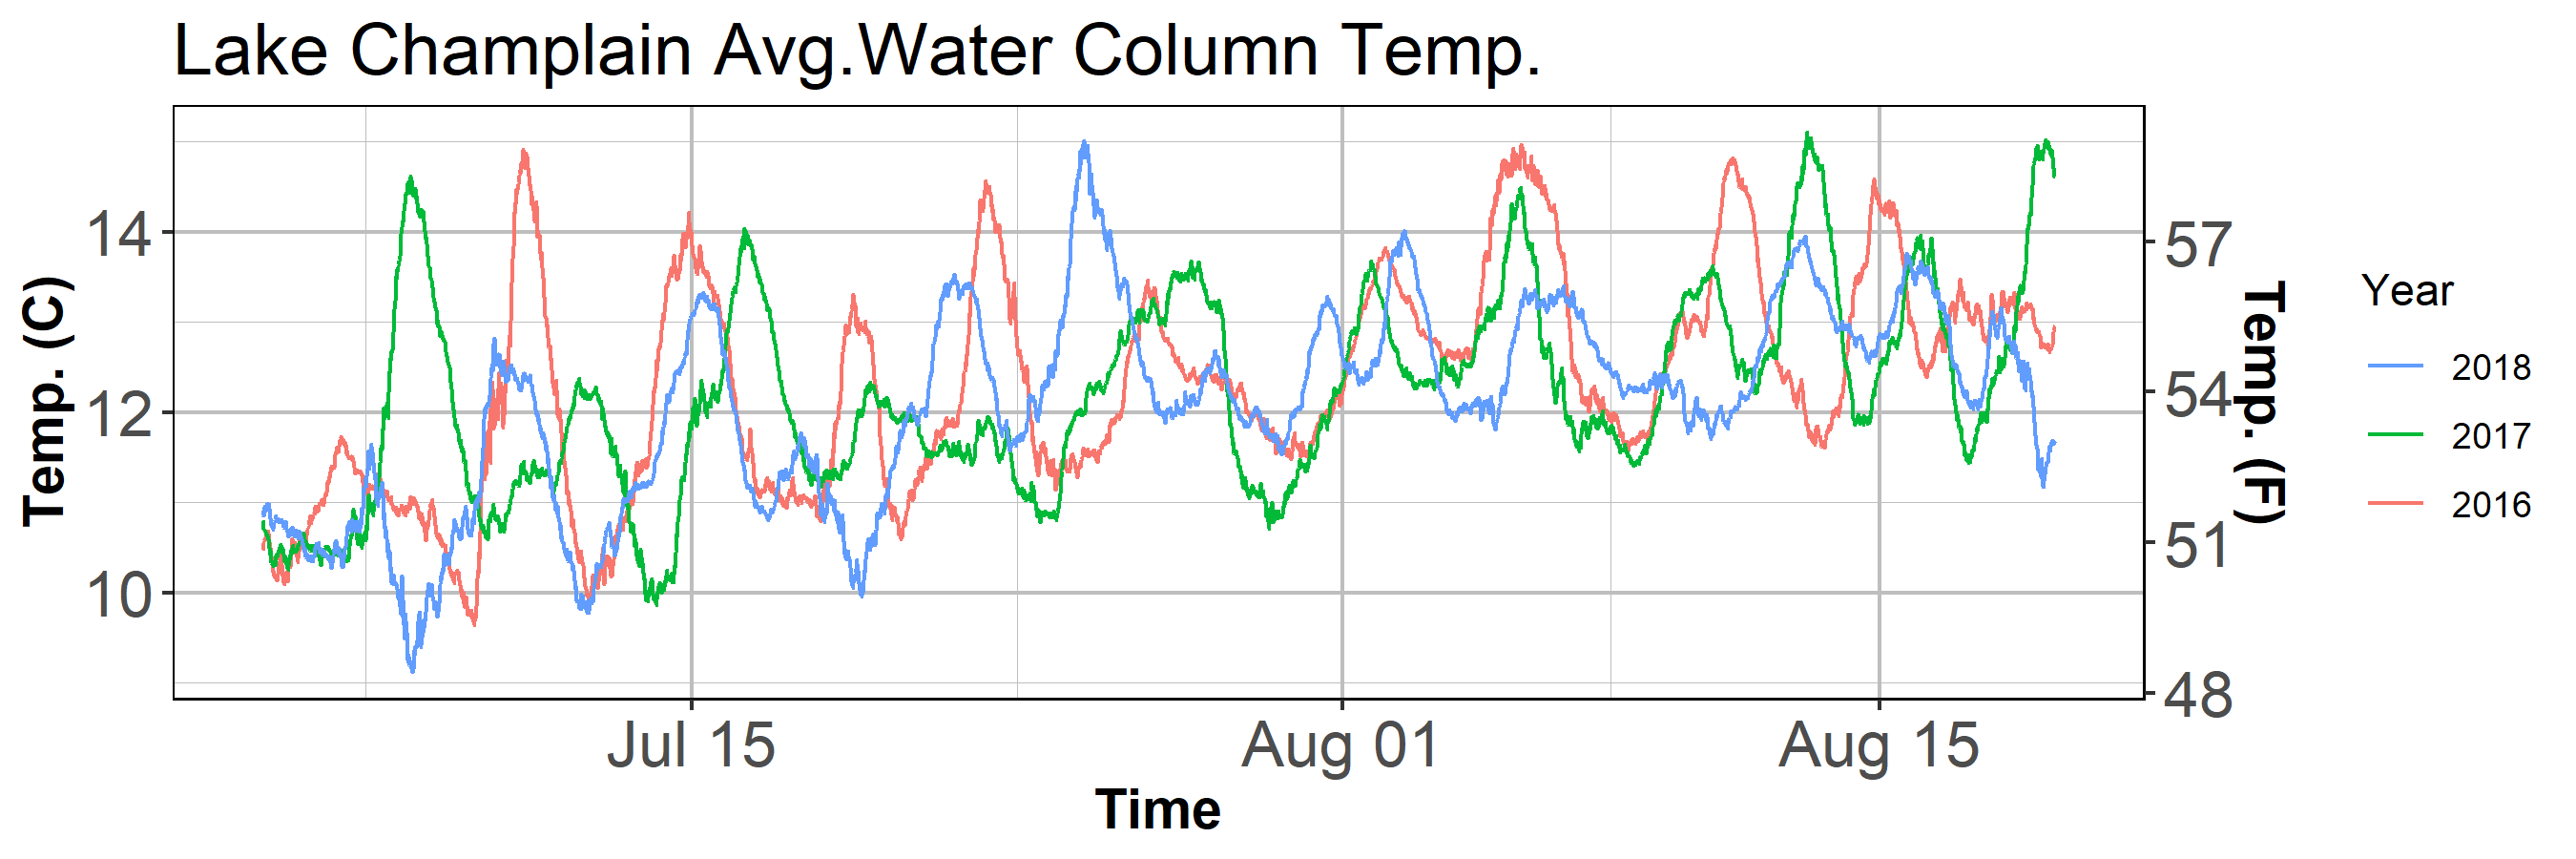 Lake Champlain Avg.Water Column Temp.
Temp. (C)
14
12
10
57
54
51
48
Temp. (F)
Jul 15
Aug 01
Aug 15
Time
Year
2018
2017
2016